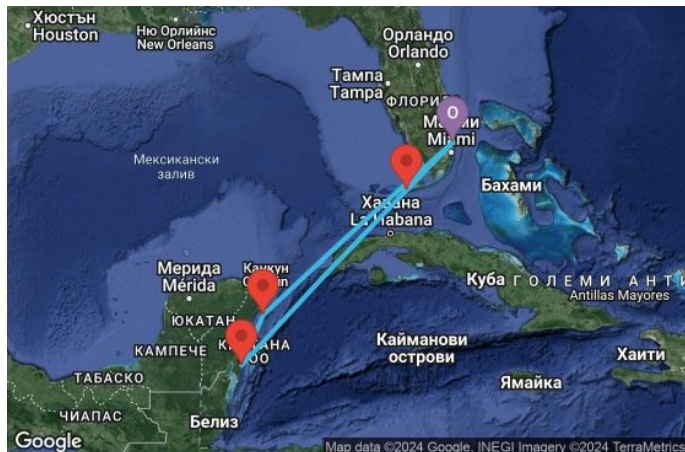 Хюстън
Houston
Ню Орлийнс
New Orleans
Орландо
Orlando
Тампа
Tampa
ФЛОРИДА
O
Miami
Мексикански
залив
Бахами
Хавана
La Habana
Мерида
Mérida
Канкун
ЮКАТАН
Куба
ГОЛЕМИ АНТИ
Antillas Mayores
КАМПЕЧЕ
ОО
Кайманови
острови
Хаити
ТАБАСКО
Ямайка
ЧИАПАС
Белиз
Google
Map data ©2024 Google, INEGI Imagery ©2024 TerraMetrics